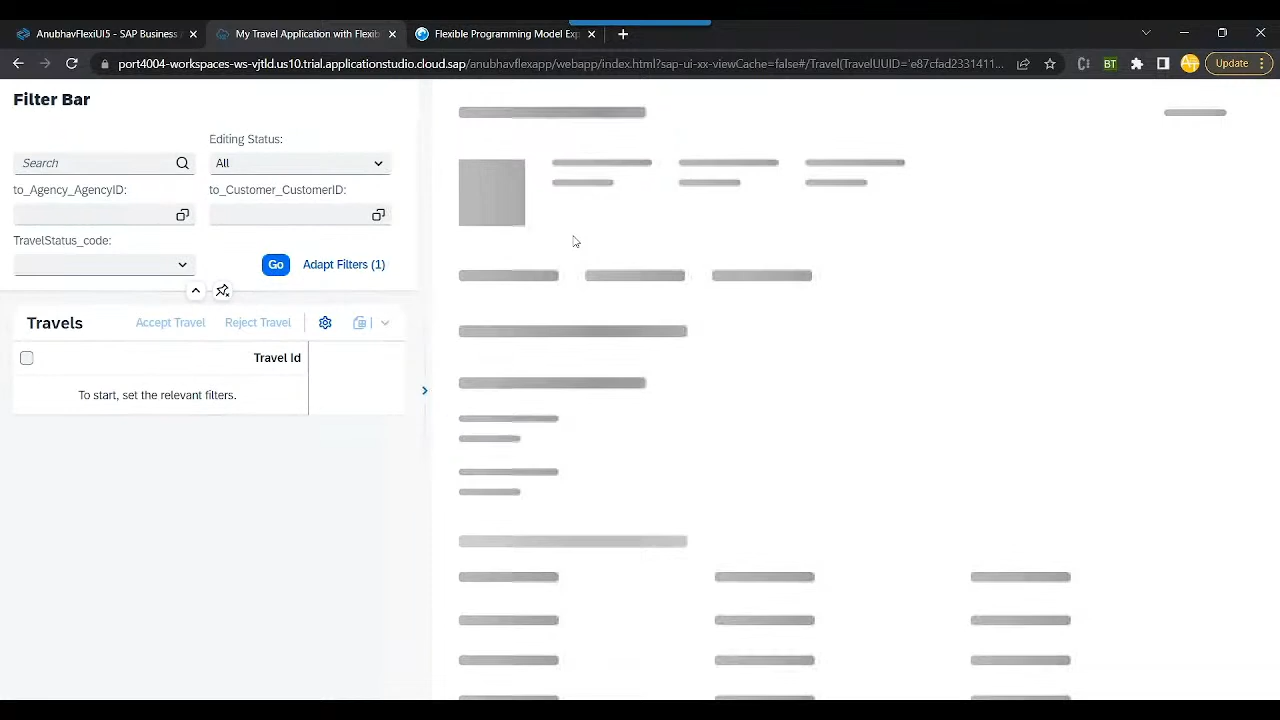 AnubhavFlexiUI5 - SAP Business
My Travel Application with Flexib
Flexible Programming Model Exp
port4004-workspaces-ws-vjtld.us10.trial.applicationstudio.cloud.sap/anubhavflexapp/webapp/index.html?sap-ui-xx-viewCache=false#/Travel(TravelUUID='e87cfad2331411...
BT
Update
Filter Bar
Editing Status:
Search
All
to_Agency_AgencyID:
to_Customer_CustomerID:
TravelStatus_code:
Go
Adapt Filters (1)
Travels
Accept Travel
Reject Travel
Travel Id
To start, set the relevant filters.